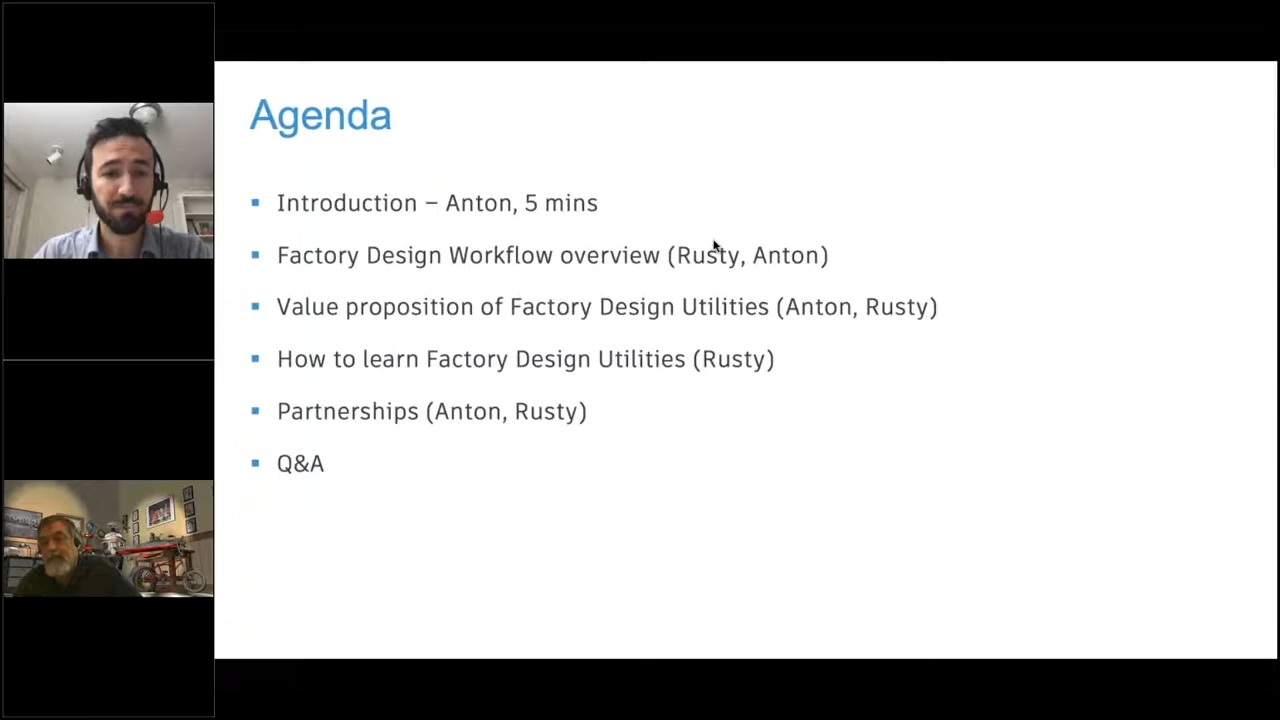 Agenda
Introduction – Anton, 5 mins
Factory Design Workflow overview (Rusty, Anton)
Value proposition of Factory Design Utilities (Anton, Rusty)
How to learn Factory Design Utilities (Rusty)
Partnerships (Anton, Rusty)
Q&A